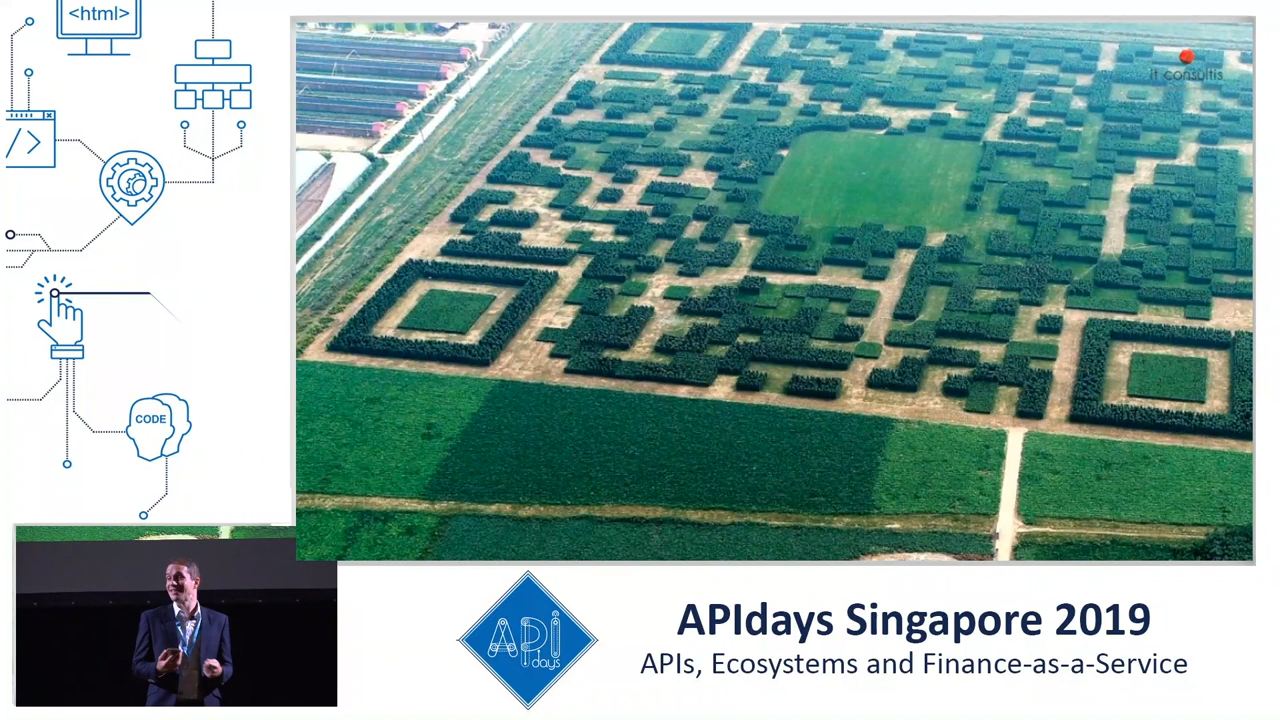 <html>
it consultis
</>
CODE
API
days
APIdays Singapore 2019
APIs, Ecosystems and Finance-as-a-Service